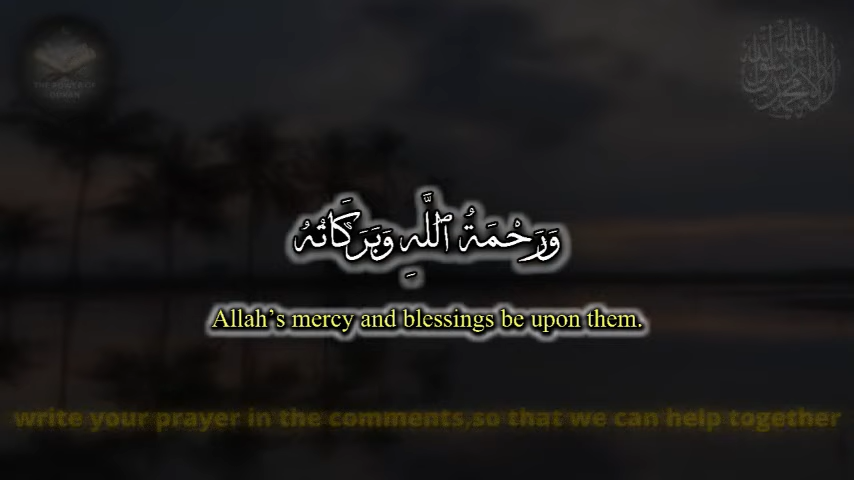 وَرَحْمَةُ ٱللَّهِ وَبَرَكَاتُهُ
Allah’s mercy and blessings be upon them.
write your prayer in the comments,so that we can help together